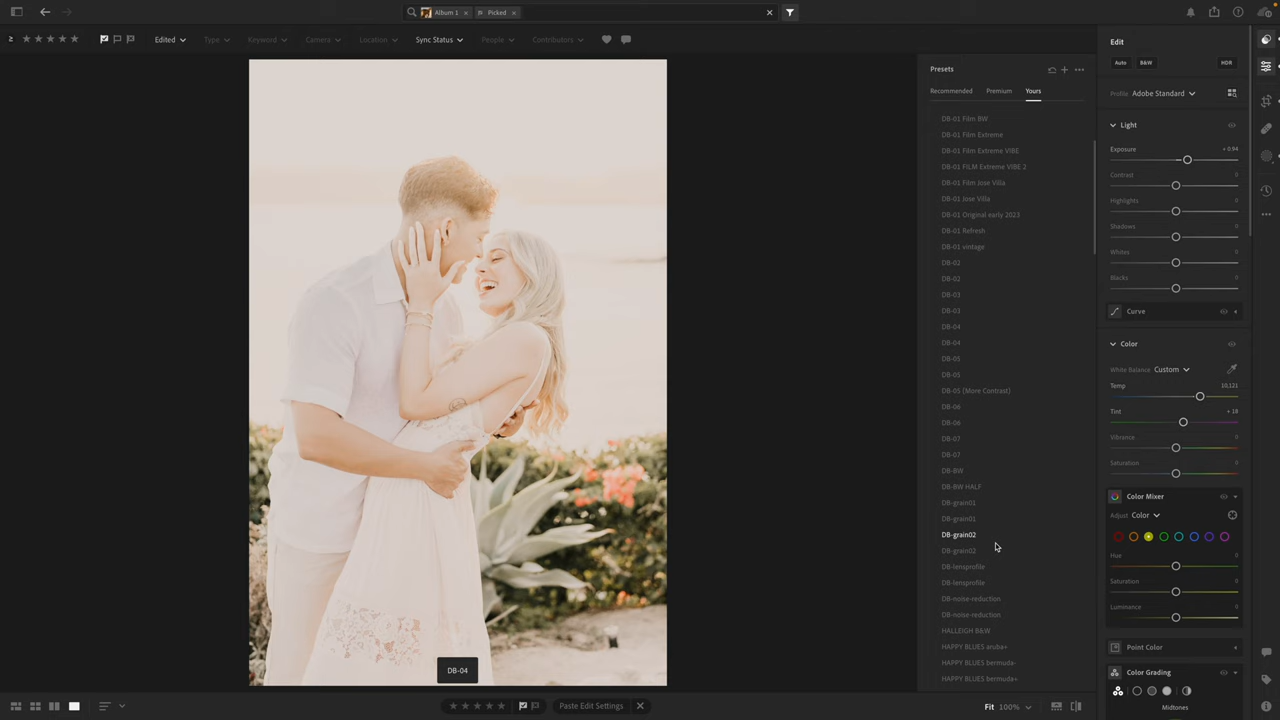 Album 1 × Picked ×
≥ Edited Type Keyword Camera Location Sync Status People Contributors
Presets
Recommended Premium Yours
DB-01 Film BW
DB-01 Film Extreme
DB-01 Film Extreme VIBE
DB-01 FILM Extreme VIBE 2
DB-01 Film Jose Villa
DB-01 Jose Villa
DB-01 Original early 2023
DB-01 Refresh
DB-01 vintage
DB-02
DB-02
DB-03
DB-03
DB-04
DB-04
DB-05
DB-05
DB-05 (More Contrast)
DB-06
DB-06
DB-07
DB-07
DB-BW
DB-BW HALF
DB-grain01
DB-grain01
DB-grain02
DB-grain02
DB-lensprofile
DB-lensprofile
DB-noise-reduction
DB-noise-reduction
HALLEIGH B&W
HAPPY BLUES aruba+
HAPPY BLUES bermuda-
HAPPY BLUES bermuda+
Edit
Auto B&W HDR
Profile Adobe Standard
Light
Exposure + 0.94
Contrast 0
Highlights 0
Shadows 0
Whites 0
Blacks 0
Curve
Color
White Balance Custom
Temp 10,121
Tint + 18
Vibrance 0
Saturation 0
Color Mixer
Adjust Color
Hue 0
Saturation 0
Luminance 0
Point Color
Color Grading
Midtones
DB-04
Paste Edit Settings
Fit 100%